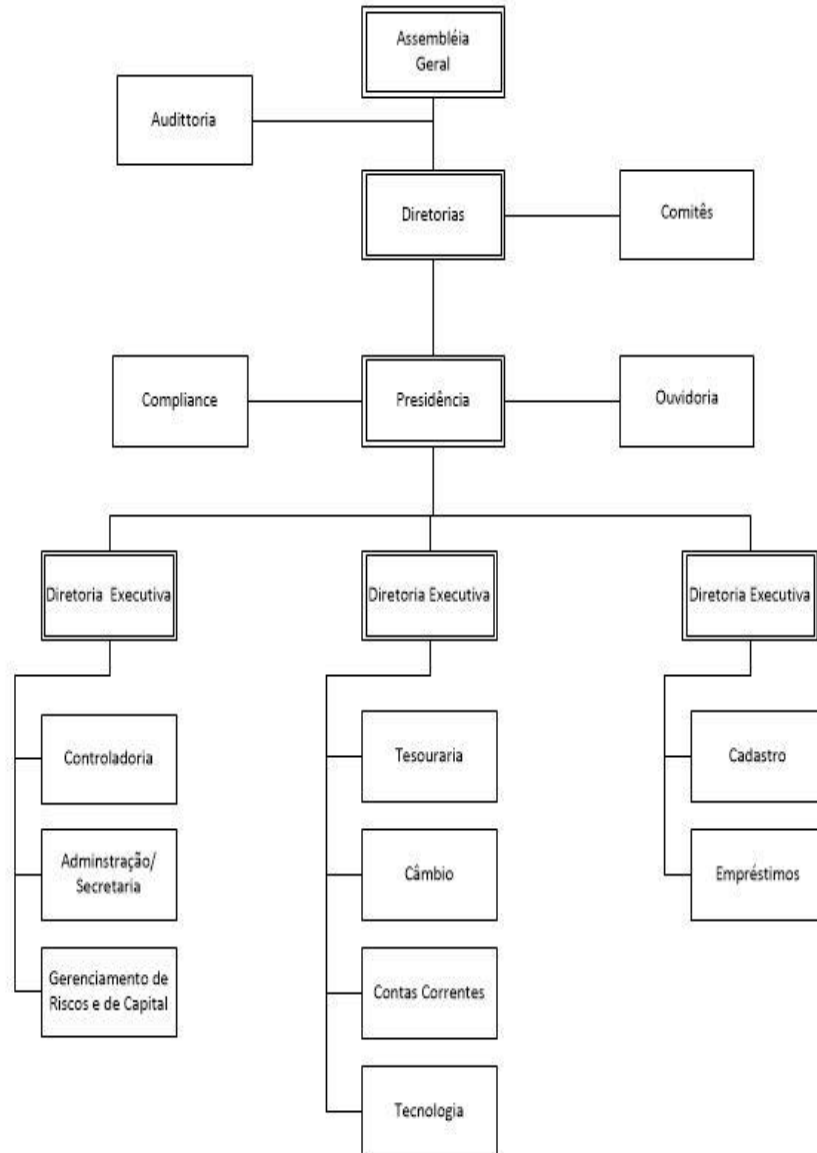 Assembléia
Geral
Audittoria
Diretorias
Comitês
Compliance
Presidência
Ouvidoria
Diretoria Executiva
Diretoria Executiva
Diretoria Executiva
Controladoria
Tesouraria
Cadastro
Adminstração/
Secretaria
Câmbio
Empréstimos
Gerenciamento de
Riscos e de Capital
Contas Correntes
Tecnologia